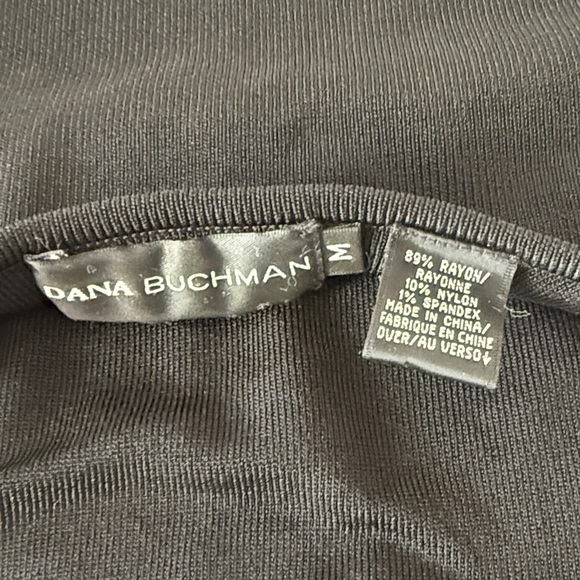 DANA BUCHMAN
M
89% RAYON/
RAYONNE
10% NYLON
1% SPANDEX
MADE IN CHINA/
FABRIQUE EN CHINE
OVER/AU VERSO↓